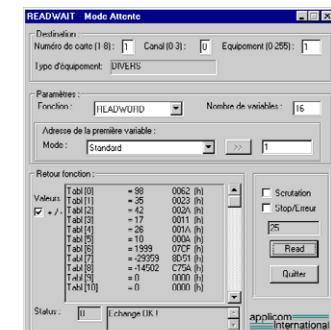 READWAIT - Mode Attente
Destination
Numéro de carte (1-8) : 1 Canal (0-3) : 0 Equipement (0-255) : 1
Type d'équipement: DIVERS
Paramètres :
Fonction : READWORD Nombre de variables : 16
Adresse de la première variable :
Mode : Standard >> 1
Retour fonction :
Valeurs
+ / -
Tabl [0] = 98 0062 (h)
Tabl [1] = 35 0023 (h)
Tabl [2] = 42 002A (h)
Tabl [3] = 17 0011 (h)
Tabl [4] = 26 001A (h)
Tabl [5] = 10 000A (h)
Tabl [6] = 1999 07CF (h)
Tabl [7] = -29359 8D51 (h)
Tabl [8] = -14502 C75A (h)
Tabl [9] = 0 0000 (h)
Tabl [10] = 0 0000 (h)
Scrutation
Stop/Erreur
25
Read
Quitter
Status : 0 Echange OK !
applicom
International